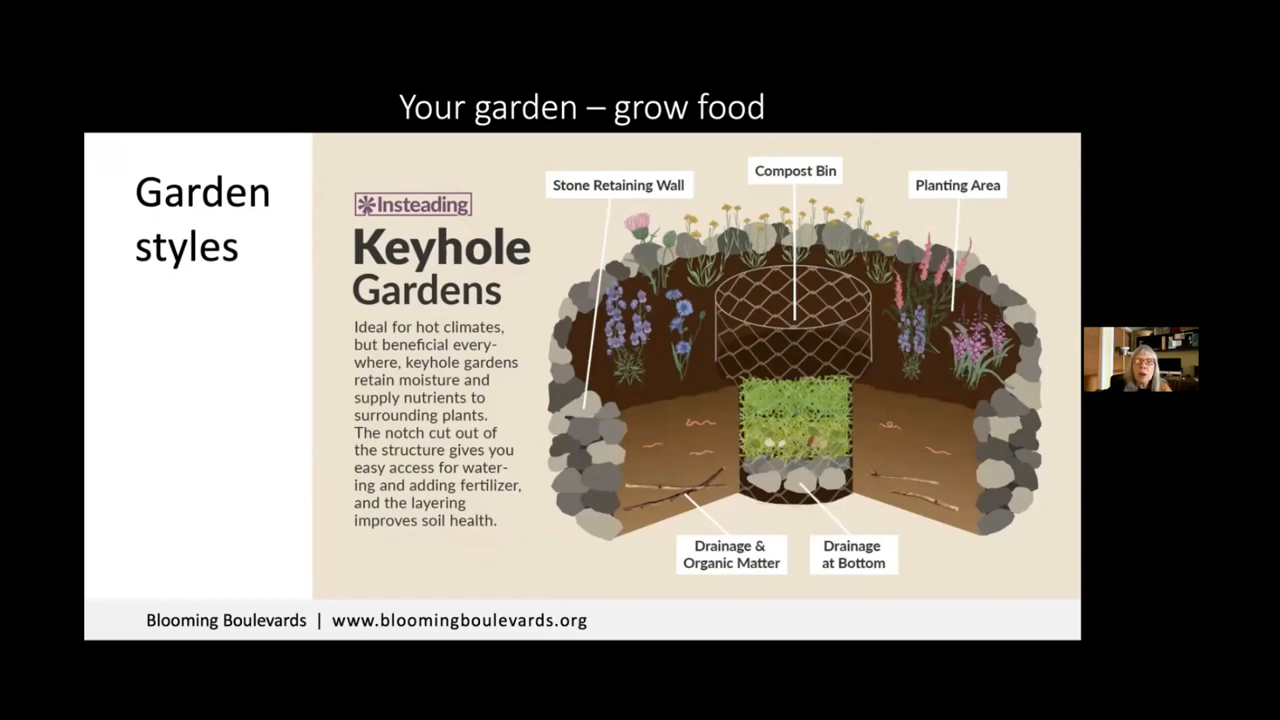 Your garden – grow food
Garden
styles
Insteading
Keyhole
Gardens
Ideal for hot climates,
but beneficial every-
where, keyhole gardens
retain moisture and
supply nutrients to
surrounding plants.
The notch cut out of
the structure gives you
easy access for water-
ing and adding fertilizer,
and the layering
improves soil health.
Stone Retaining Wall
Compost Bin
Planting Area
Drainage &
Organic Matter
Drainage
at Bottom
Blooming Boulevards | www.bloomingboulevards.org